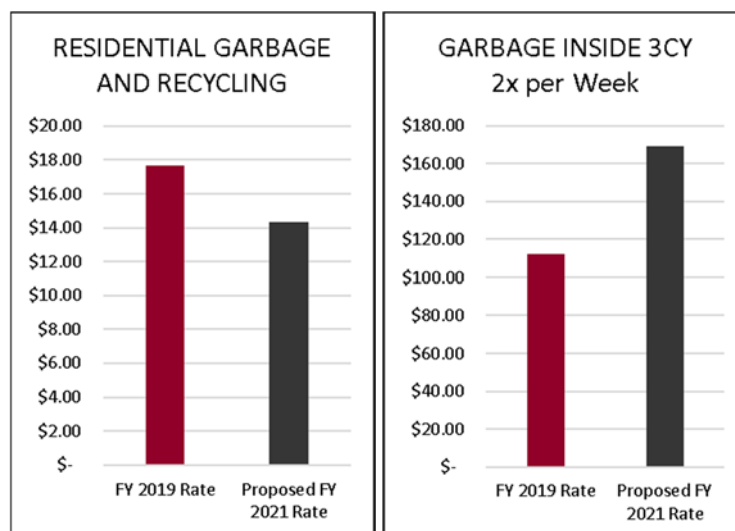 RESIDENTIAL GARBAGE
AND RECYCLING
$20.00
$18.00
$16.00
$14.00
$12.00
$10.00
$8.00
$6.00
$4.00
$2.00
$-
FY 2019 Rate
Proposed FY
2021 Rate
GARBAGE INSIDE 3CY
2x per Week
$180.00
$160.00
$140.00
$120.00
$100.00
$80.00
$60.00
$40.00
$20.00
$-
FY 2019 Rate
Proposed FY
2021 Rate